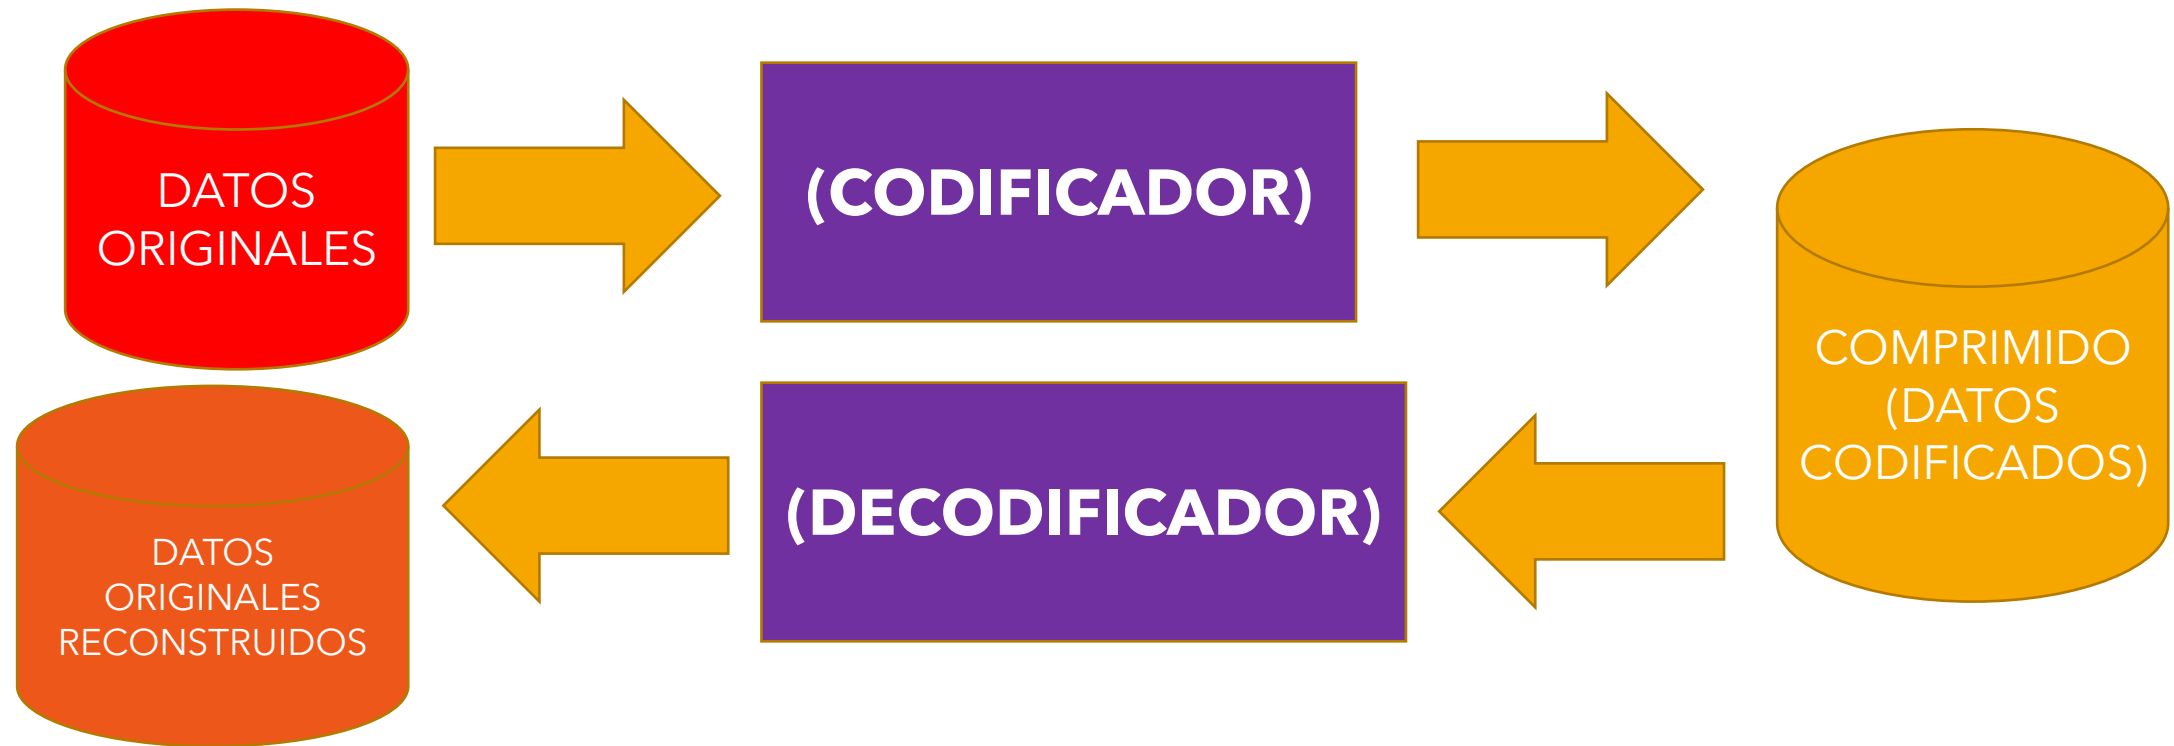 DATOS
ORIGINALES
(CODIFICADOR)
COMPRIMIDO
(DATOS
CODIFICADOS)
(DECODIFICADOR)
DATOS
ORIGINALES
RECONSTRUIDOS